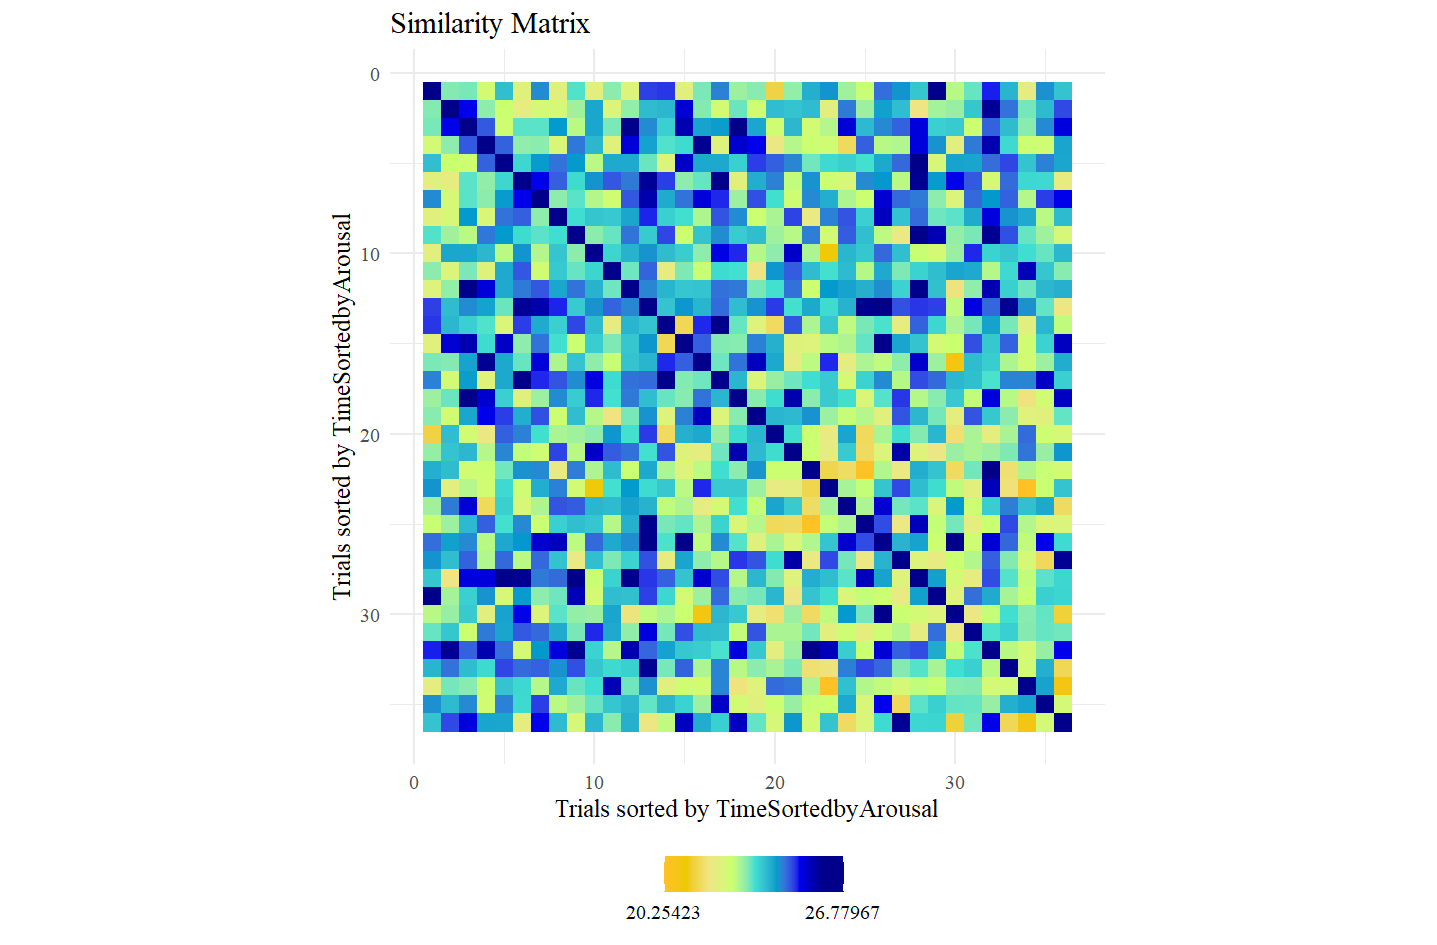 Similarity Matrix
0
10
20
30
Trials sorted by TimeSortedbyArousal
0 10 20 30
Trials sorted by TimeSortedbyArousal
20.25423 26.77967